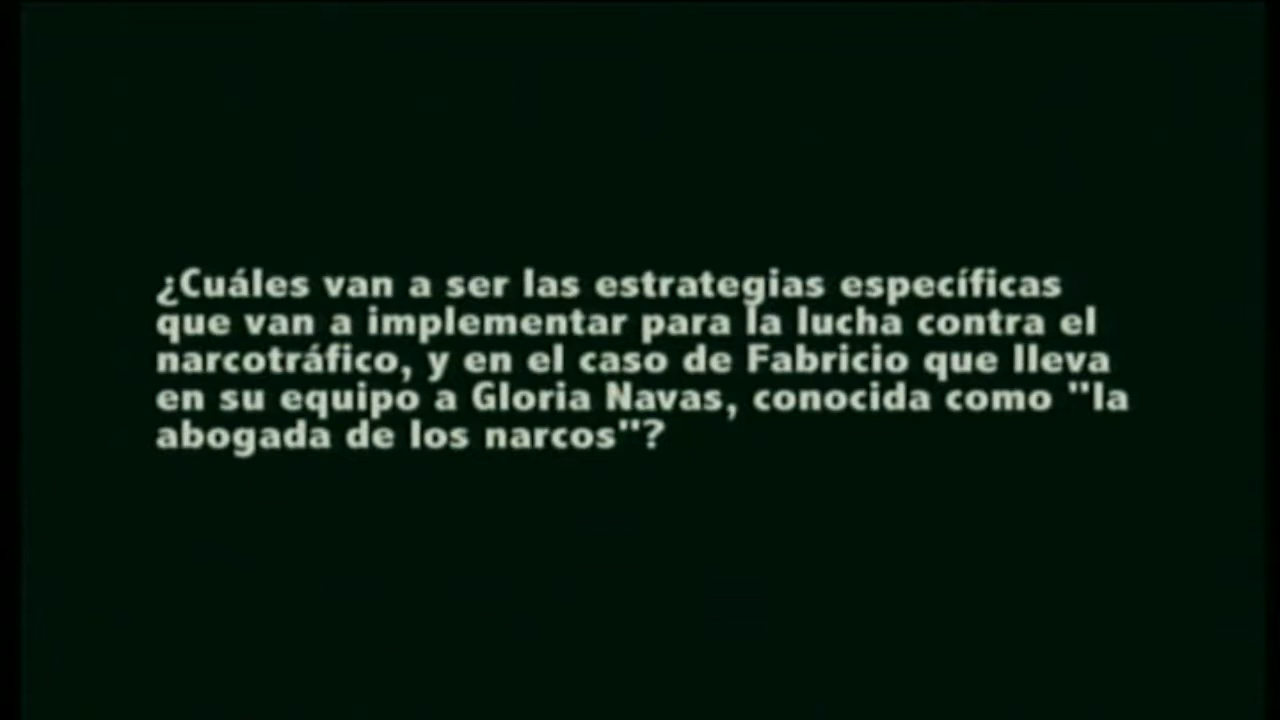 ¿Cuáles van a ser las estrategias específicas
que van a implementar para la lucha contra el
narcotráfico, y en el caso de Fabricio que lleva
en su equipo a Gloria Navas, conocida como "la
abogada de los narcos"?